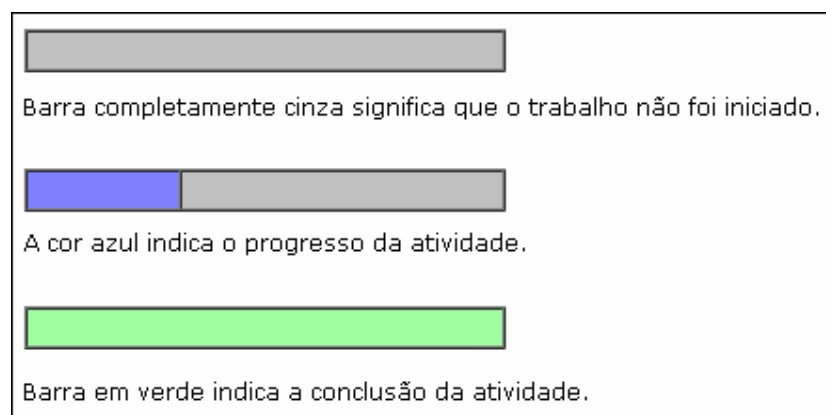 Barra completamente cinza significa que o trabalho não foi iniciado.
A cor azul indica o progresso da atividade.
Barra em verde indica a conclusão da atividade.